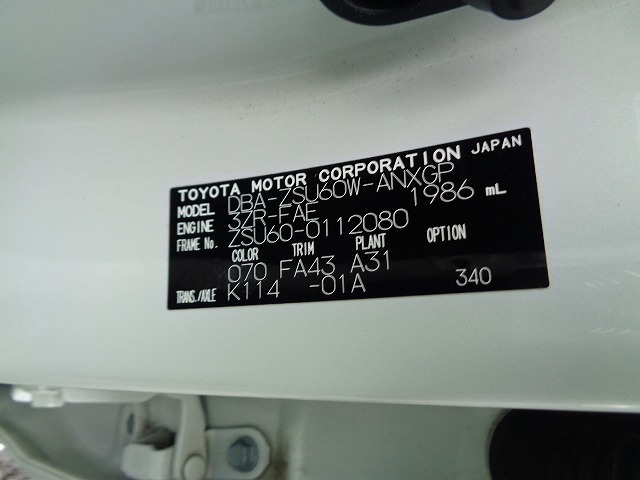 TOYOTA MOTOR CORPORATION JAPAN
MODEL DBA-ZSU60W-ANXGP
ENGINE 3ZR-FAE 1986 mL
FRAME No. ZSU60-0112080
COLOR TRIM PLANT OPTION
070 FA43 A31
TRANS./AXLE K114 -01A 340